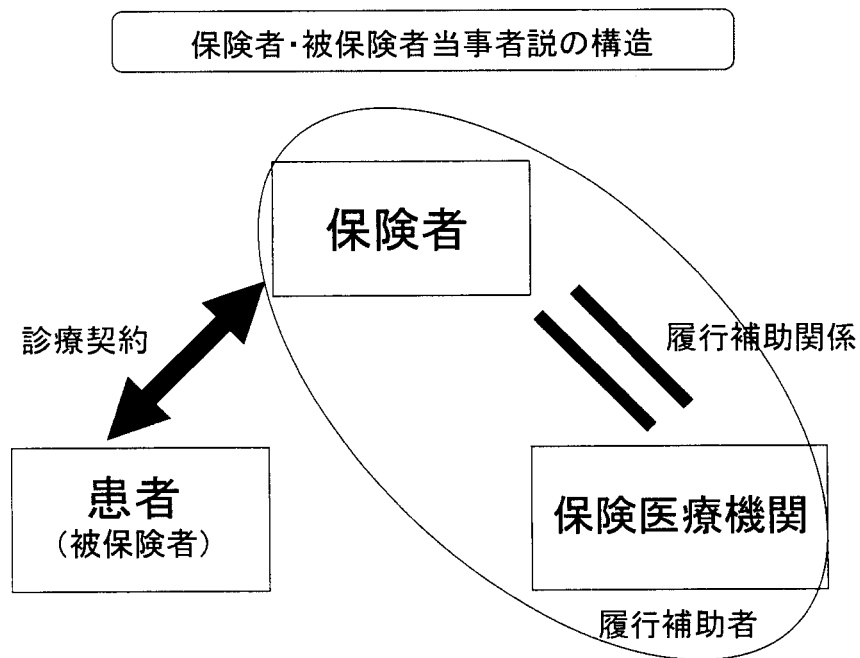 保険者・被保険者当事者説の構造
保険者
診療契約
履行補助関係
患者
（被保険者）
保険医療機関
履行補助者